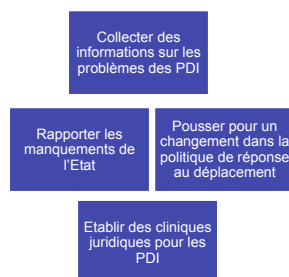 Collecter des
informations sur les
problèmes des PDI
Rapporter les
manquements de
l'Etat
Pousser pour un
changement dans la
politique de réponse
au déplacement
Etablir des cliniques
juridiques pour les
PDI